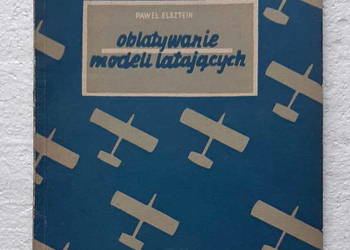 PAWEŁ ELSZTEIN
oblatywanie
modeli latających